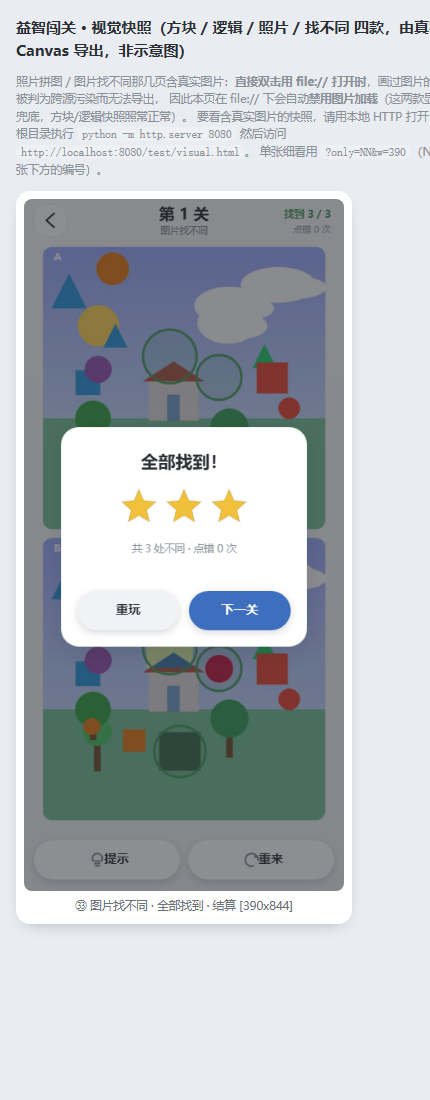 益智闯关 · 视觉快照（方块 / 逻辑 / 照片 / 找不同 四款，由真
Canvas 导出，非示意图）
照片拼图 / 图片找不同那几页含真实图片：直接双击用 file:// 打开时，画过图片的
被判为跨源污染而无法导出， 因此本页在 file:// 下会自动禁用图片加载（这两款显
兜底，方块/逻辑快照照常正常）。 要看含真实图片的快照，请用本地 HTTP 打开
根目录执行 python -m http.server 8080 然后访问
http://localhost:8080/test/visual.html 。 单张细看用 ?only=NN&w=390 （N
张下方的编号）。
第 1 关
图片找不同
找到 3 / 3
点错 0 次
A
全部找到！
共 3 处不同 · 点错 0 次
重玩
下一关
B
提示
重来
㉝ 图片找不同 · 全部找到 · 结算 [390x844]